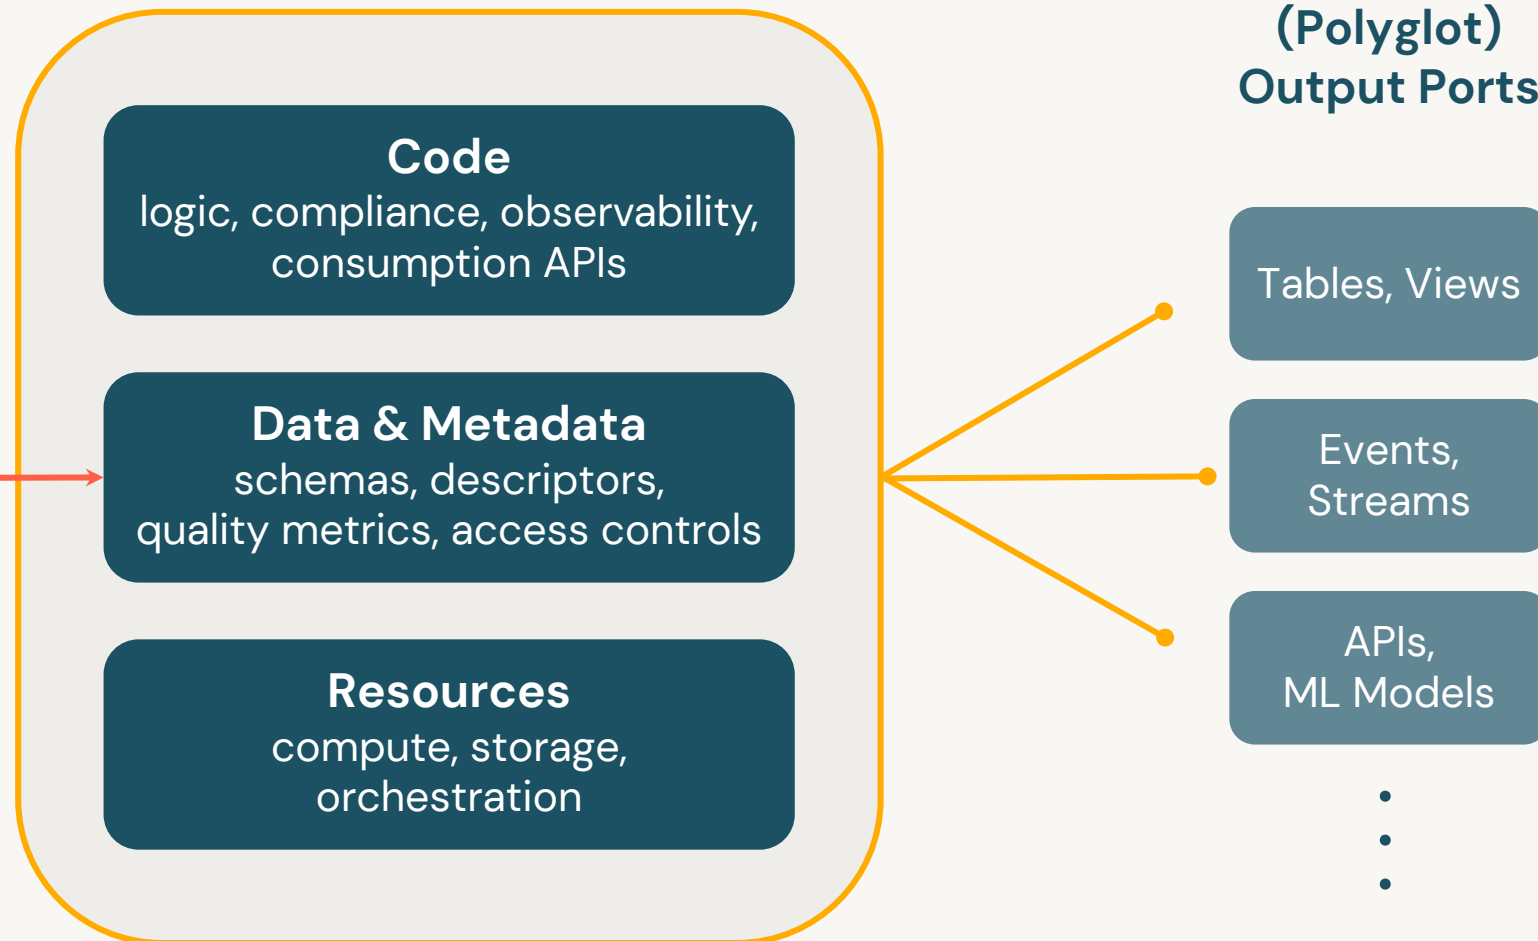 (Polyglot)
Output Ports
Code
logic, compliance, observability,
consumption APIs
Data & Metadata
schemas, descriptors,
quality metrics, access controls
Resources
compute, storage,
orchestration
Tables, Views
Events,
Streams
APIs,
ML Models